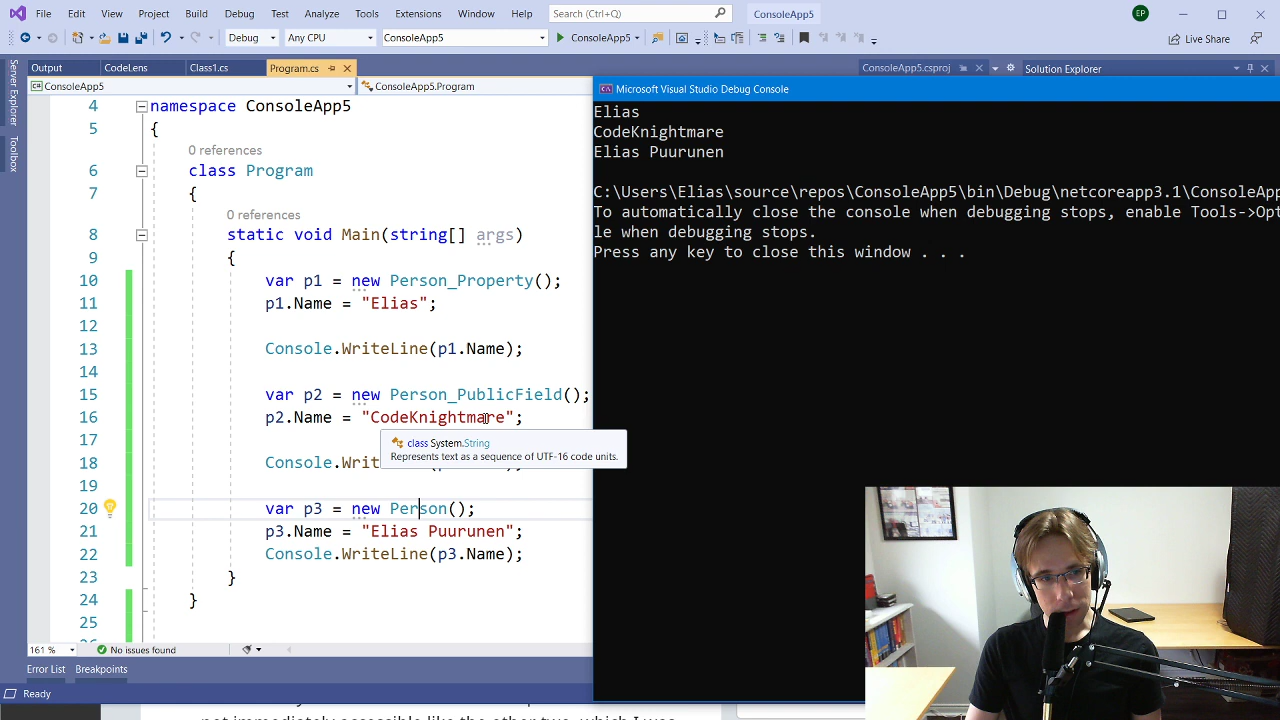 File Edit View Git Project Build Debug Test Analyze Tools Extensions Window Help Search (Ctrl+Q) ConsoleApp5 EP
Debug Any CPU ConsoleApp5 ConsoleApp5 Live Share
Output CodeLens Class1.cs Program.cs ConsoleApp5.csproj Solution Explorer
Server Explorer
Toolbox
ConsoleApp5 ConsoleApp5.Program
4 namespace ConsoleApp5
5 {
0 references
6 class Program
7 {
0 references
8 static void Main(string[] args)
9 {
10 var p1 = new Person_Property();
11 p1.Name = "Elias";
12
13 Console.WriteLine(p1.Name);
14
15 var p2 = new Person_PublicField();
16 p2.Name = "CodeKnightmare";
17
class System.String
Represents text as a sequence of UTF-16 code units.
18 Console.Writ
19
20 var p3 = new Person();
21 p3.Name = "Elias Puurunen";
22 Console.WriteLine(p3.Name);
23 }
24 }
25
161 % No issues found
Error List Breakpoints
Ready
Microsoft Visual Studio Debug Console
Elias
CodeKnightmare
Elias Puurunen
C:\Users\Elias\source\repos\ConsoleApp5\bin\Debug\netcoreapp3.1\ConsoleApp
To automatically close the console when debugging stops, enable Tools->Opt
le when debugging stops.
Press any key to close this window . . .